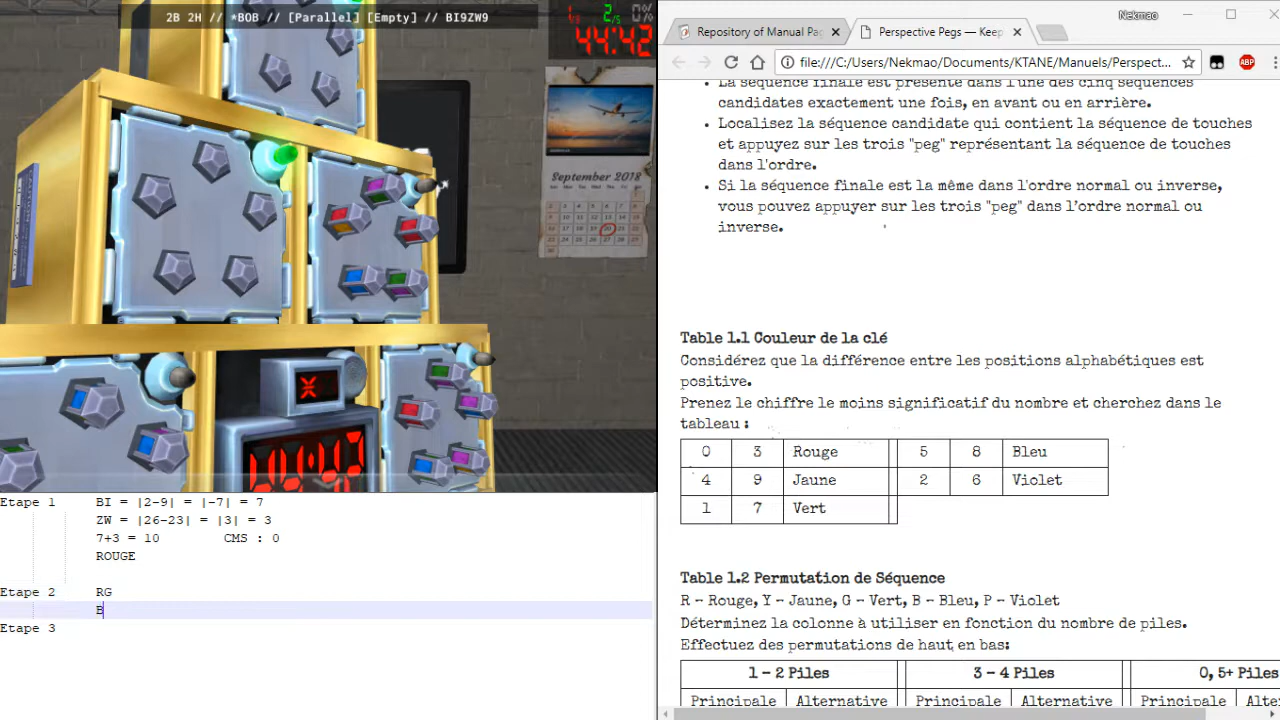 2B 2H // *BOB // [Parallel] [Empty] // BI9ZW9
1/3 2/5 0%
44:42
September 2018
Etape 1 BI = |2-9| = |-7| = 7
ZW = |26-23| = |3| = 3
7+3 = 10 CMS : 0
ROUGE
Etape 2 RG
B
Etape 3
Nekmao
Repository of Manual Pag
Perspective Pegs — Keep
file:///C:/Users/Nekmao/Documents/KTANE/Manuels/Perspect...
ABP
La séquence finale est présente dans l'une des cinq séquences
candidates exactement une fois, en avant ou en arrière.
Localisez la séquence candidate qui contient la séquence de touches
et appuyez sur les trois "peg" représentant la séquence de touches
dans l'ordre.
Si la séquence finale est la même dans l'ordre normal ou inverse,
vous pouvez appuyer sur les trois "peg" dans l'ordre normal ou
inverse.
Table 1.1 Couleur de la clé
Considérez que la différence entre les positions alphabétiques est
positive.
Prenez le chiffre le moins significatif du nombre et cherchez dans le
tableau :
0 3 Rouge 5 8 Bleu
4 9 Jaune 2 6 Violet
1 7 Vert
Table 1.2 Permutation de Séquence
R – Rouge, Y – Jaune, G – Vert, B – Bleu, P – Violet
Déterminez la colonne à utiliser en fonction du nombre de piles.
Effectuez des permutations de haut en bas:
1 – 2 Piles 3 – 4 Piles 0, 5+ Piles
Principale Alternative Principale Alternative Principale Alt